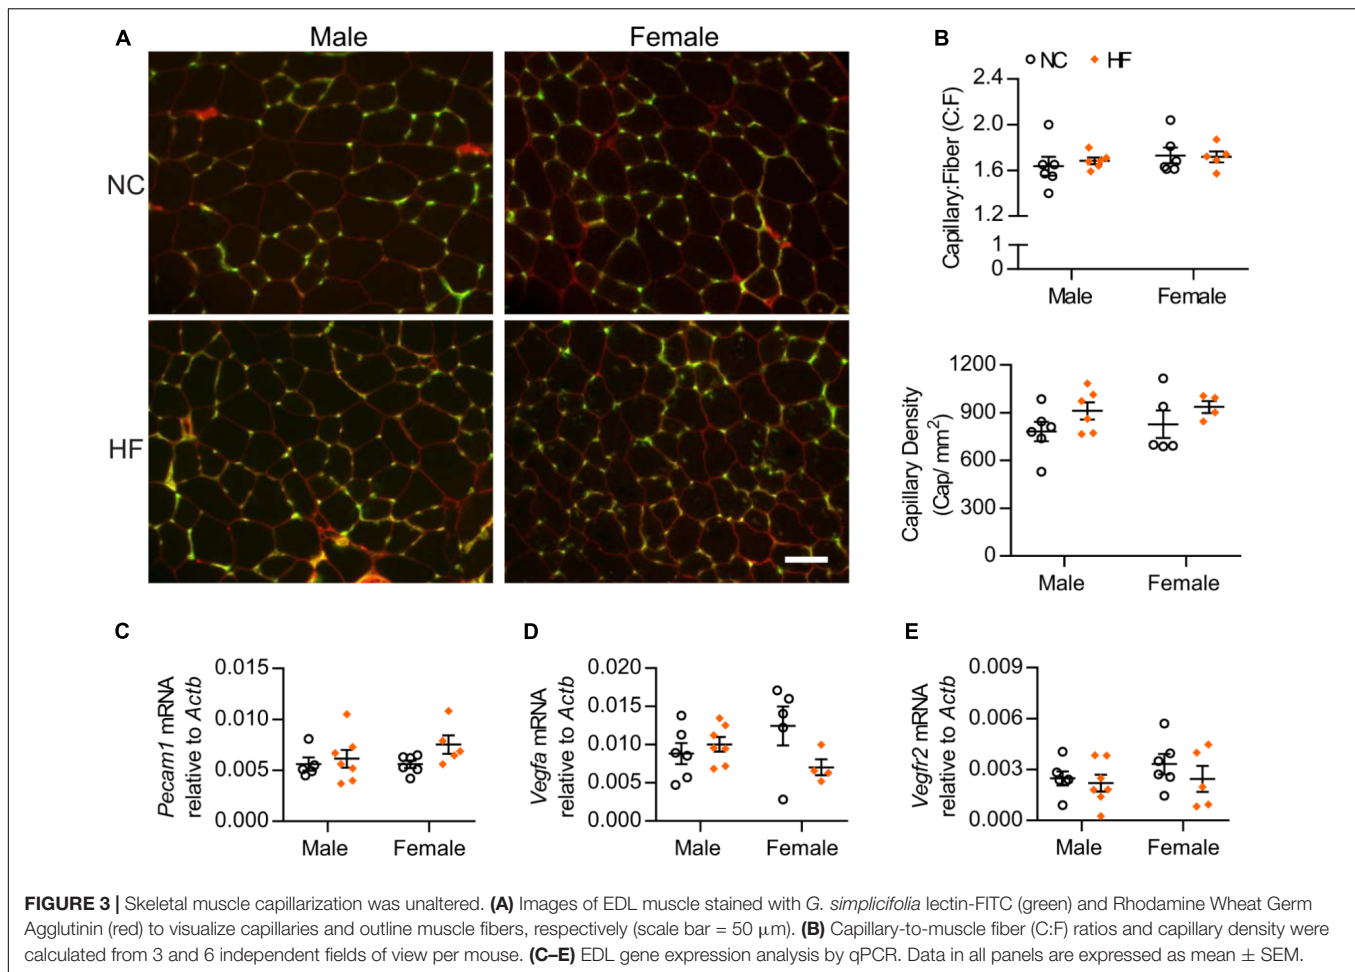 A
Male
Female
NC
HF
B
NC HF
Capillary:Fiber (C:F)
2.4
2.0
1.6
1.2
1
0
Male Female
Capillary Density
(Cap/ mm²)
1200
900
600
300
0
Male Female
C
Pecam1 mRNA
relative to Actb
0.015
0.010
0.005
0.000
Male Female
D
Vegfa mRNA
relative to Actb
0.020
0.015
0.010
0.005
0.000
Male Female
E
Vegfr2 mRNA
relative to Actb
0.009
0.006
0.003
0.000
Male Female
FIGURE 3 | Skeletal muscle capillarization was unaltered. (A) Images of EDL muscle stained with G. simplicifolia lectin-FITC (green) and Rhodamine Wheat Germ
Agglutinin (red) to visualize capillaries and outline muscle fibers, respectively (scale bar = 50 μm). (B) Capillary-to-muscle fiber (C:F) ratios and capillary density were
calculated from 3 and 6 independent fields of view per mouse. (C–E) EDL gene expression analysis by qPCR. Data in all panels are expressed as mean ± SEM.